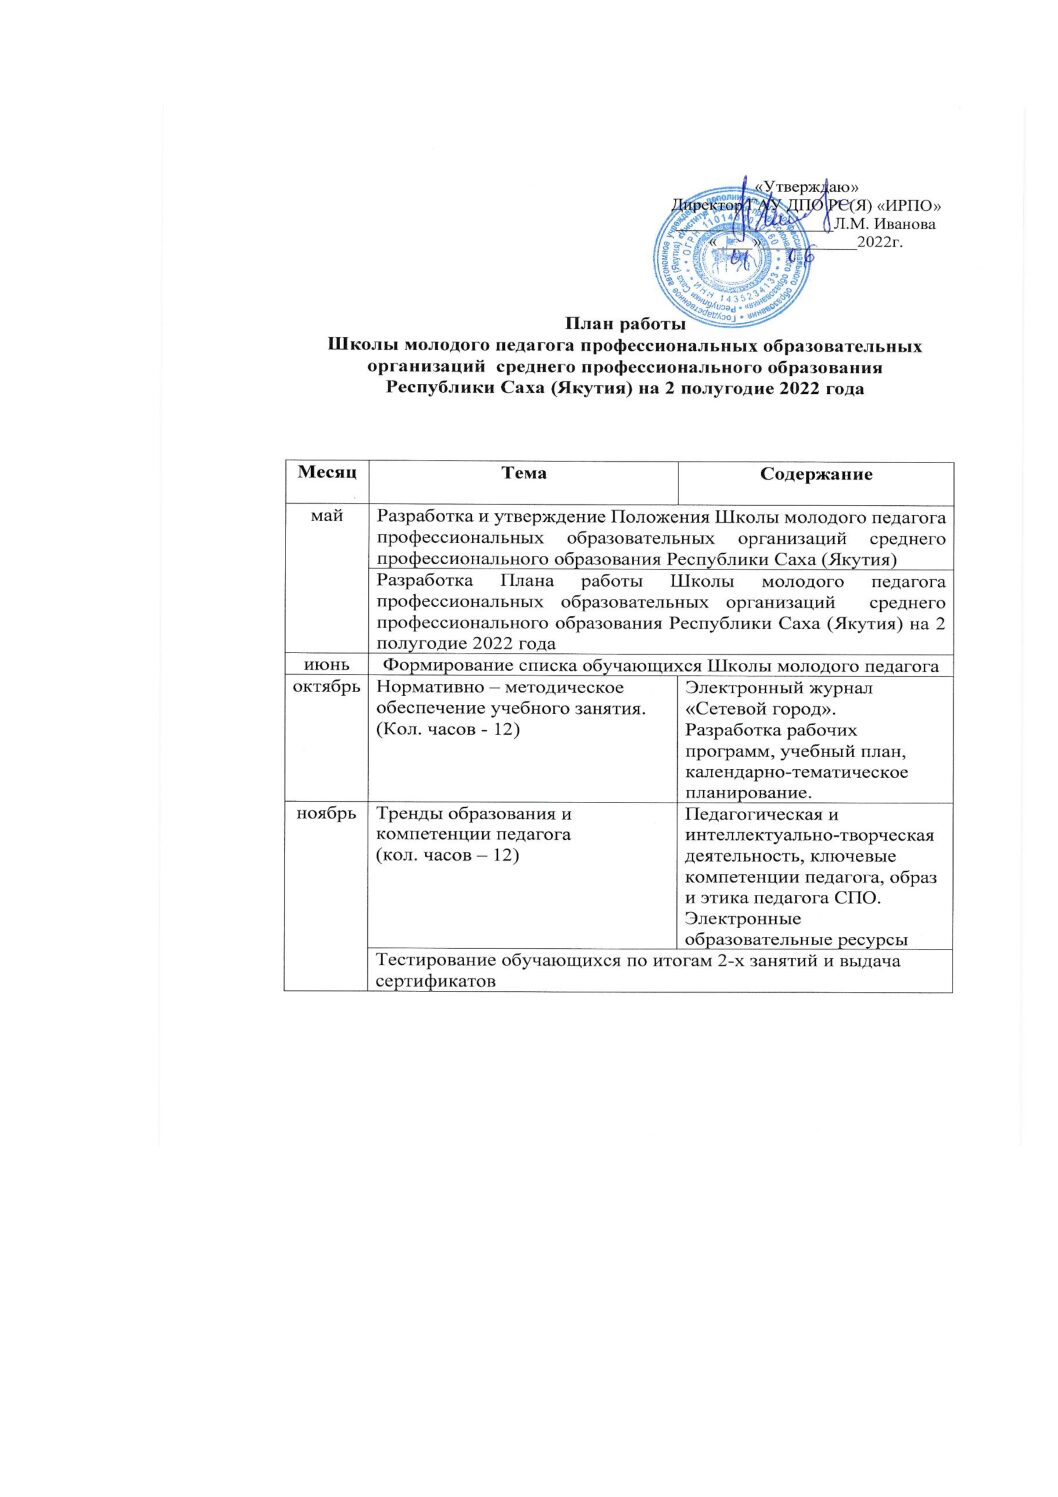 «Утверждаю»
Директор ГАУ ДПО РС(Я) «ИРПО»
Л.М. Иванова
« » 2022г.
01 06
ИНН 1435234133
План работы
Школы молодого педагога профессиональных образовательных
организаций среднего профессионального образования
Республики Саха (Якутия) на 2 полугодие 2022 года
Месяц Тема Содержание
май
Разработка и утверждение Положения Школы молодого педагога
профессиональных образовательных организаций среднего
профессионального образования Республики Саха (Якутия)
Разработка Плана работы Школы молодого педагога
профессиональных образовательных организаций среднего
профессионального образования Республики Саха (Якутия) на 2
полугодие 2022 года
июнь Формирование списка обучающихся Школы молодого педагога
октябрь
Нормативно – методическое
обеспечение учебного занятия.
(Кол. часов - 12)
Электронный журнал
«Сетевой город».
Разработка рабочих
программ, учебный план,
календарно-тематическое
планирование.
ноябрь
Тренды образования и
компетенции педагога
(кол. часов – 12)
Педагогическая и
интеллектуально-творческая
деятельность, ключевые
компетенции педагога, образ
и этика педагога СПО.
Электронные
образовательные ресурсы
Тестирование обучающихся по итогам 2-х занятий и выдача
сертификатов